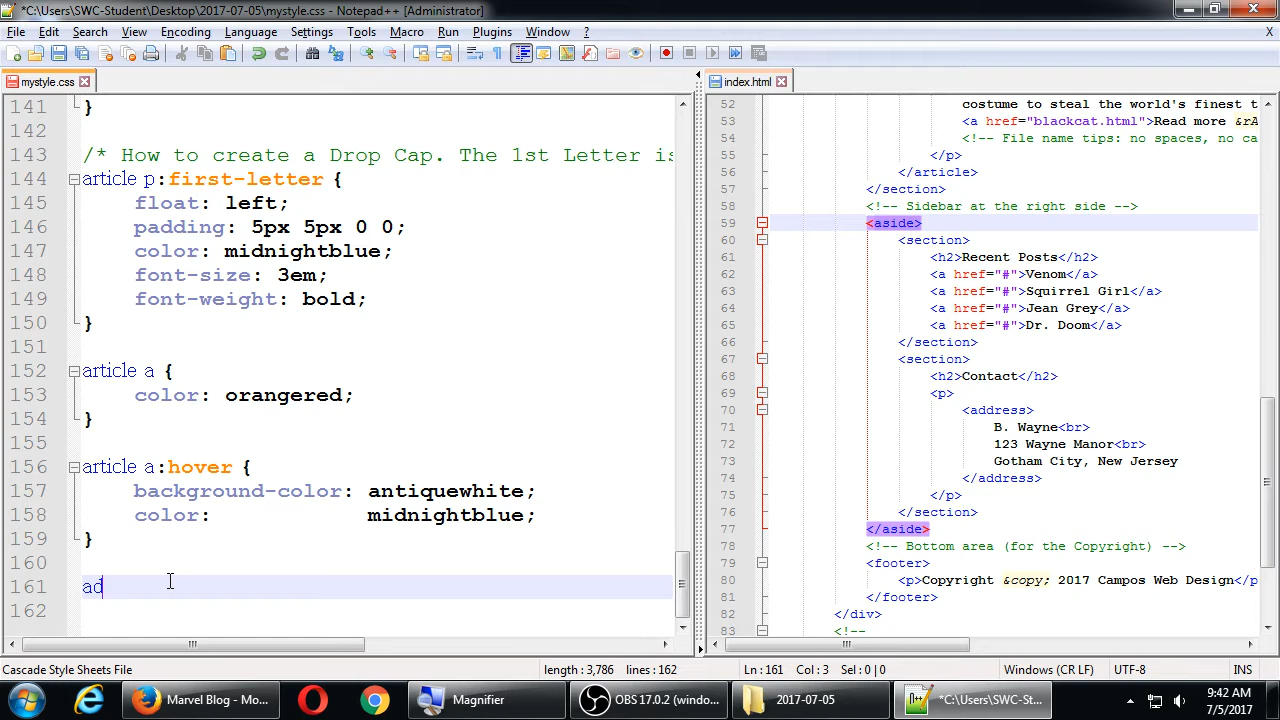 *C:\Users\SWC-Student\Desktop\2017-07-05\mystyle.css - Notepad++ [Administrator]
File Edit Search View Encoding Language Settings Tools Macro Run Plugins Window ? X
mystyle.css
141 }
142
143 /* How to create a Drop Cap. The 1st Letter is
144 article p:first-letter {
145 float: left;
146 padding: 5px 5px 0 0;
147 color: midnightblue;
148 font-size: 3em;
149 font-weight: bold;
150 }
151
152 article a {
153 color: orangered;
154 }
155
156 article a:hover {
157 background-color: antiquewhite;
158 color: midnightblue;
159 }
160
161 ad
162
index.html
52 costume to steal the world's finest t
53 <a href="blackcat.html">Read more &rA
54 <!-- File name tips: no spaces, no ca
55 </p>
56 </article>
57 </section>
58 <!-- Sidebar at the right side -->
59 <aside>
60 <section>
61 <h2>Recent Posts</h2>
62 <a href="#">Venom</a>
63 <a href="#">Squirrel Girl</a>
64 <a href="#">Jean Grey</a>
65 <a href="#">Dr. Doom</a>
66 </section>
67 <section>
68 <h2>Contact</h2>
69 <p>
70 <address>
71 B. Wayne<br>
72 123 Wayne Manor<br>
73 Gotham City, New Jersey
74 </address>
75 </p>
76 </section>
77 </aside>
78 <!-- Bottom area (for the Copyright) -->
79 <footer>
80 <p>Copyright &copy; 2017 Campos Web Design</p
81 </footer>
82 </div>
83 <!--
Cascade Style Sheets File length : 3,786 lines : 162 Ln : 161 Col : 3 Sel : 0 | 0 Windows (CR LF) UTF-8 INS
Marvel Blog - Mo... Magnifier OBS 17.0.2 (windo... 2017-07-05 *C:\Users\SWC-St...
9:42 AM
7/5/2017